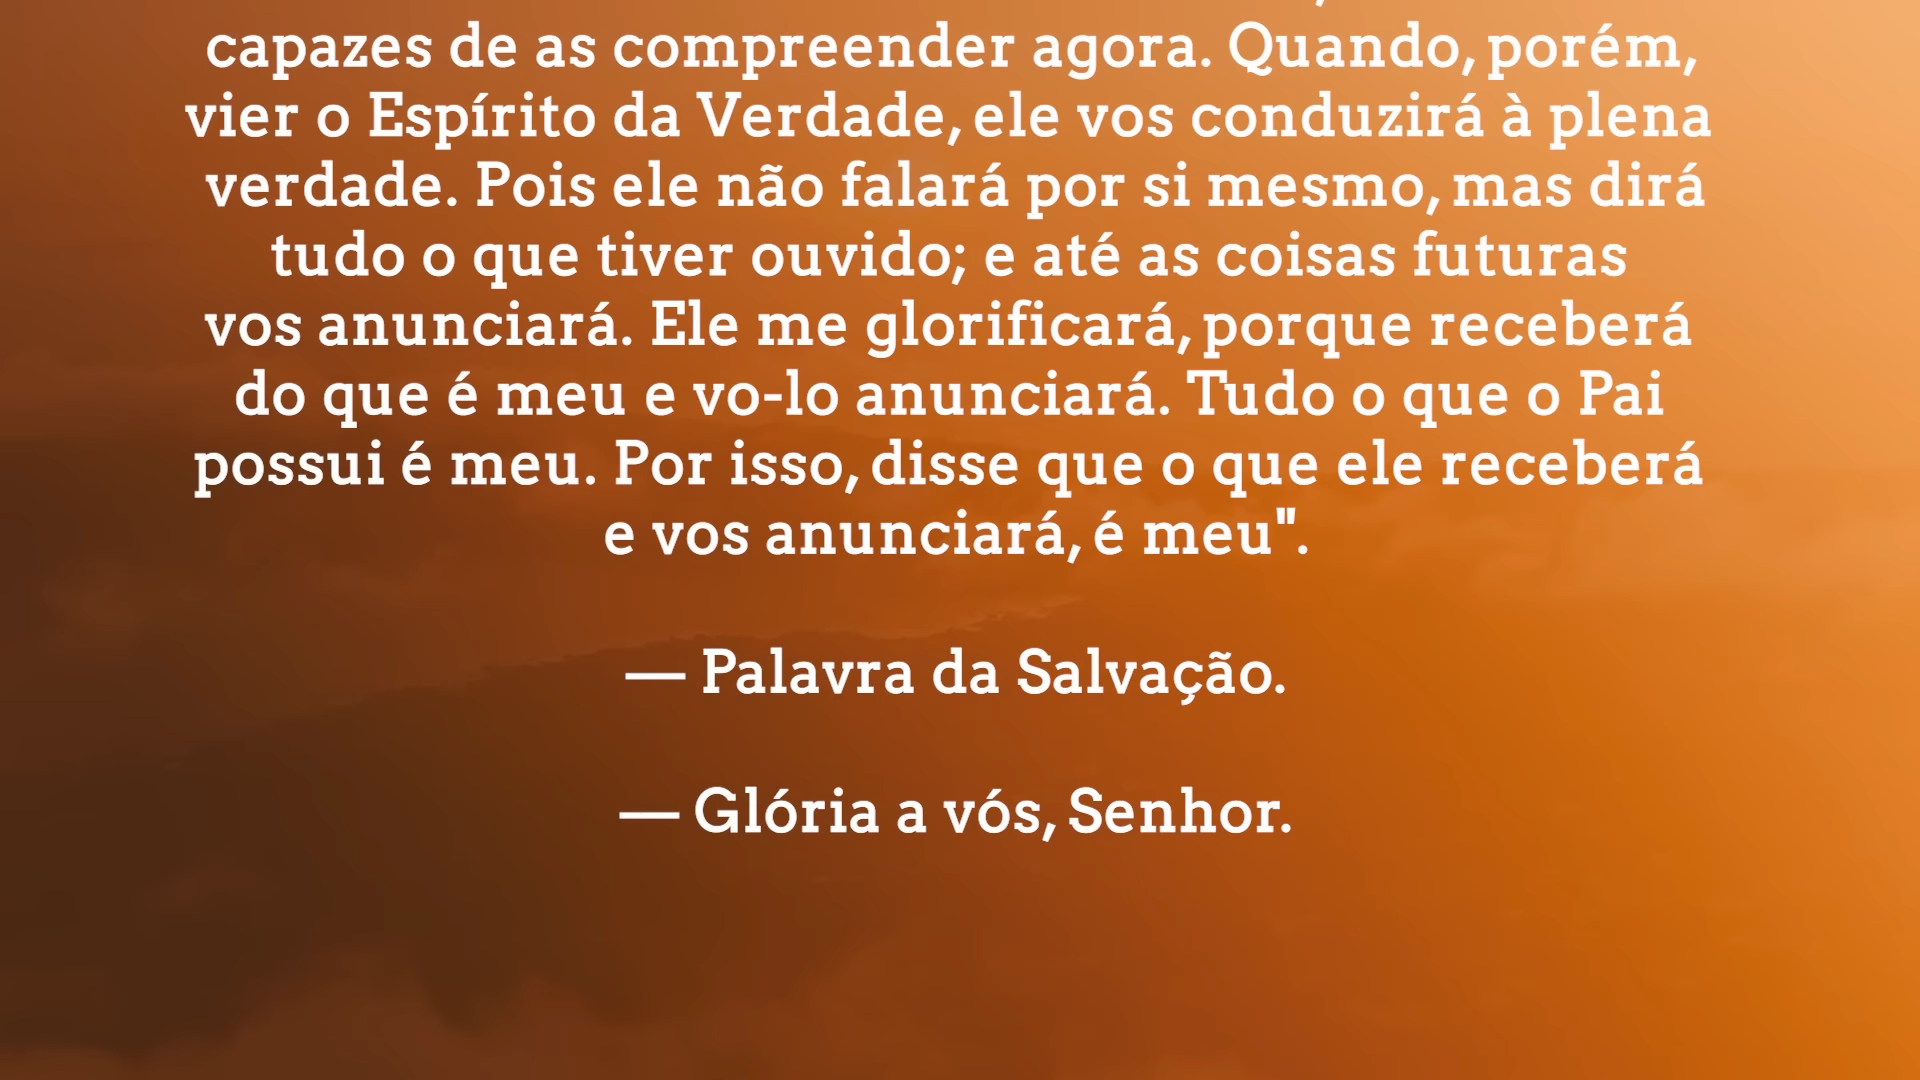 capazes de as compreender agora. Quando, porém,
vier o Espírito da Verdade, ele vos conduzirá à plena
verdade. Pois ele não falará por si mesmo, mas dirá
tudo o que tiver ouvido; e até as coisas futuras
vos anunciará. Ele me glorificará, porque receberá
do que é meu e vo-lo anunciará. Tudo o que o Pai
possui é meu. Por isso, disse que o que ele receberá
e vos anunciará, é meu".
— Palavra da Salvação.
— Glória a vós, Senhor.